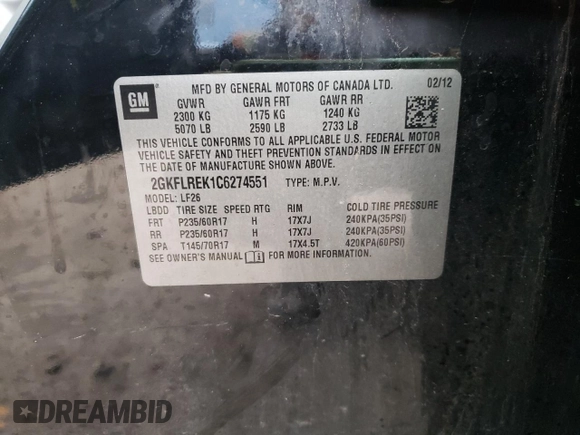 GM
MFD BY GENERAL MOTORS OF CANADA LTD. 02/12
GVWR GAWR FRT GAWR RR
2300 KG 1175 KG 1240 KG
5070 LB 2590 LB 2733 LB
THIS VEHICLE CONFORMS TO ALL APPLICABLE U.S. FEDERAL MOTOR
VEHICLE SAFETY AND THEFT PREVENTION STANDARDS IN EFFECT ON
THE DATE OF MANUFACTURE SHOWN ABOVE.
2GKFLREK1C6274551 TYPE: M.P.V.
MODEL: LF26
LBDD TIRE SIZE SPEED RTG RIM COLD TIRE PRESSURE
FRT P235/60R17 H 17X7J 240KPA(35PSI)
RR P235/60R17 H 17X7J 240KPA(35PSI)
SPA T145/70R17 M 17X4.5T 420KPA(60PSI)
SEE OWNER'S MANUAL FOR MORE INFORMATION.
DREAMBID